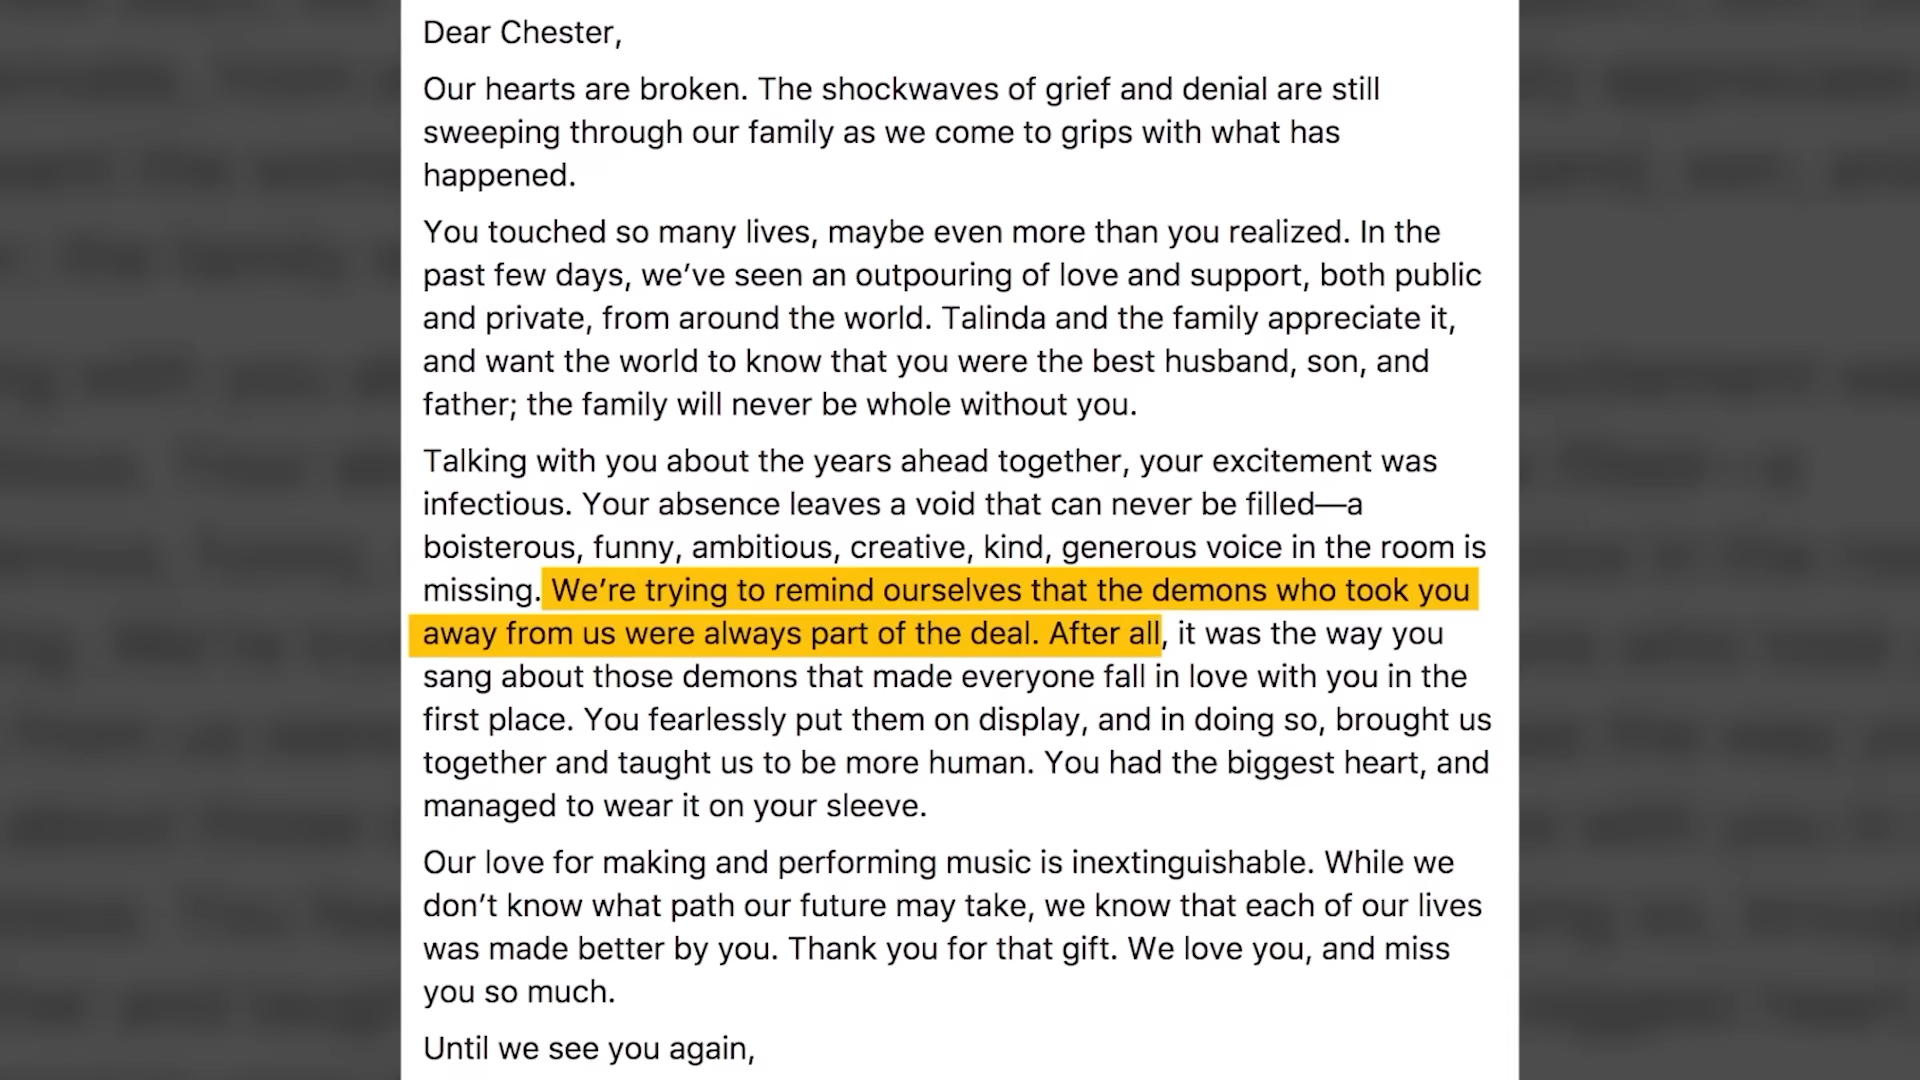 Dear Chester,
Our hearts are broken. The shockwaves of grief and denial are still
sweeping through our family as we come to grips with what has
happened.
You touched so many lives, maybe even more than you realized. In the
past few days, we’ve seen an outpouring of love and support, both public
and private, from around the world. Talinda and the family appreciate it,
and want the world to know that you were the best husband, son, and
father; the family will never be whole without you.
Talking with you about the years ahead together, your excitement was
infectious. Your absence leaves a void that can never be filled—a
boisterous, funny, ambitious, creative, kind, generous voice in the room is
missing. We’re trying to remind ourselves that the demons who took you
away from us were always part of the deal. After all, it was the way you
sang about those demons that made everyone fall in love with you in the
first place. You fearlessly put them on display, and in doing so, brought us
together and taught us to be more human. You had the biggest heart, and
managed to wear it on your sleeve.
Our love for making and performing music is inextinguishable. While we
don’t know what path our future may take, we know that each of our lives
was made better by you. Thank you for that gift. We love you, and miss
you so much.
Until we see you again,